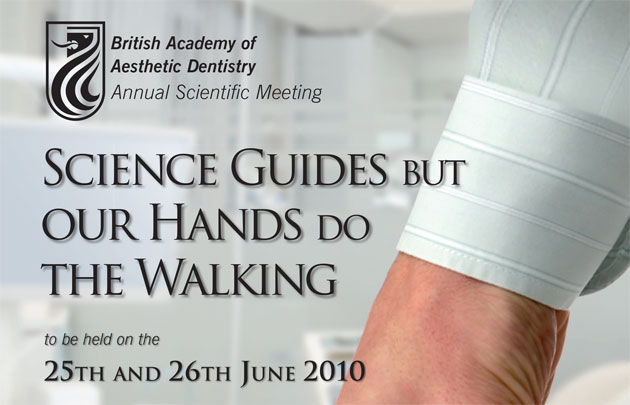 British Academy of
Aesthetic Dentistry
Annual Scientific Meeting
Science Guides but
our Hands do
the Walking
to be held on the
25th and 26th June 2010